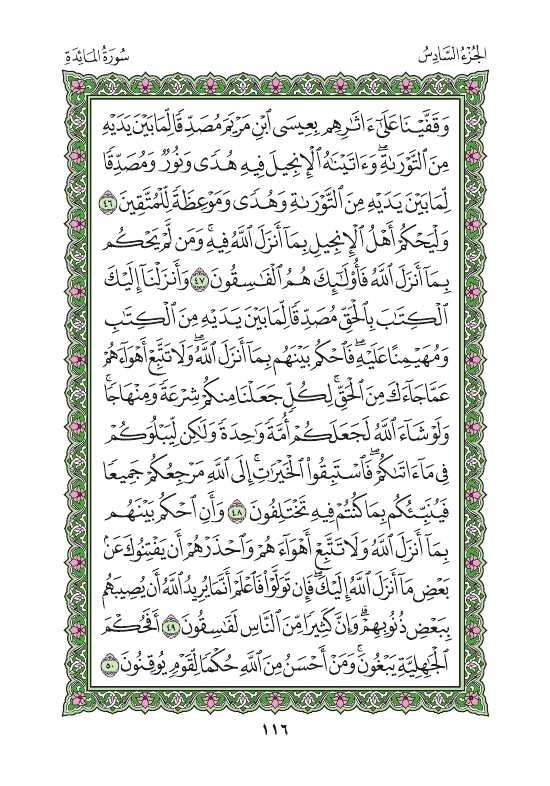 الجُزْءُ السَّادِسُ
سُورَةُ المَائِدَةِ
وَقَفَّيْنَا عَلَىٰٓ ءَاثَٰرِهِم بِعِيسَى ٱبْنِ مَرْيَمَ مُصَدِّقًا لِّمَا بَيْنَ يَدَيْهِ
مِنَ ٱلتَّوْرَىٰةِۖ وَءَاتَيْنَٰهُ ٱلْإِنجِيلَ فِيهِ هُدًى وَنُورٌ وَمُصَدِّقًا
لِّمَا بَيْنَ يَدَيْهِ مِنَ ٱلتَّوْرَىٰةِ وَهُدًى وَمَوْعِظَةً لِّلْمُتَّقِينَ ٤٦
وَلْيَحْكُمْ أَهْلُ ٱلْإِنجِيلِ بِمَآ أَنزَلَ ٱللَّهُ فِيهِۚ وَمَن لَّمْ يَحْكُم
بِمَآ أَنزَلَ ٱللَّهُ فَأُو۟لَٰٓئِكَ هُمُ ٱلْفَٰسِقُونَ ٤٧ وَأَنزَلْنَآ إِلَيْكَ
ٱلْكِتَٰبَ بِٱلْحَقِّ مُصَدِّقًا لِّمَا بَيْنَ يَدَيْهِ مِنَ ٱلْكِتَٰبِ
وَمُهَيْمِنًا عَلَيْهِۖ فَٱحْكُم بَيْنَهُم بِمَآ أَنزَلَ ٱللَّهُۖ وَلَا تَتَّبِعْ أَهْوَآءَهُمْ
عَمَّا جَآءَكَ مِنَ ٱلْحَقِّۚ لِكُلٍّ جَعَلْنَا مِنكُمْ شِرْعَةً وَمِنْهَاجًاۚ
وَلَوْ شَآءَ ٱللَّهُ لَجَعَلَكُمْ أُمَّةً وَٰحِدَةً وَلَٰكِن لِّيَبْلُوَكُمْ
فِى مَآ ءَاتَىٰكُمْۖ فَٱسْتَبِقُوا۟ ٱلْخَيْرَٰتِۚ إِلَى ٱللَّهِ مَرْجِعُكُمْ جَمِيعًا
فَيُنَبِّئُكُم بِمَا كُنتُمْ فِيهِ تَخْتَلِفُونَ ٤٨ وَأَنِ ٱحْكُم بَيْنَهُم
بِمَآ أَنزَلَ ٱللَّهُ وَلَا تَتَّبِعْ أَهْوَآءَهُمْ وَٱحْذَرْهُمْ أَن يَفْتِنُوكَ عَنۢ
بَعْضِ مَآ أَنزَلَ ٱللَّهُ إِلَيْكَۖ فَإِن تَوَلَّوْا۟ فَٱعْلَمْ أَنَّمَا يُرِيدُ ٱللَّهُ أَن يُصِيبَهُم
بِبَعْضِ ذُنُوبِهِمْۗ وَإِنَّ كَثِيرًا مِّنَ ٱلنَّاسِ لَفَٰسِقُونَ ٤٩ أَفَحُكْمَ
ٱلْجَٰهِلِيَّةِ يَبْغُونَۚ وَمَنْ أَحْسَنُ مِنَ ٱللَّهِ حُكْمًا لِّقَوْمٍ يُوقِنُونَ ٥٠
١١٦